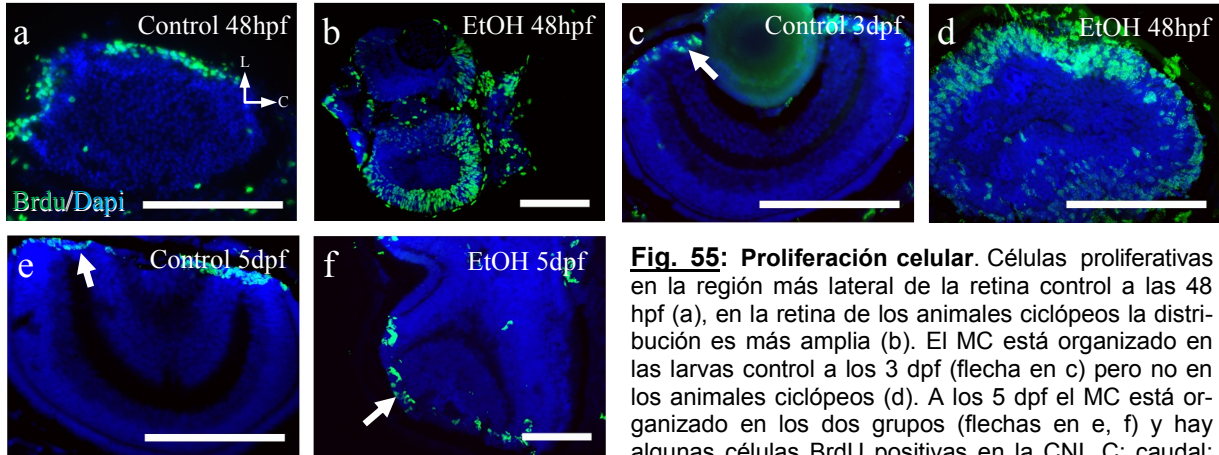 a Control 48hpf
L
C
Brdu/Dapi
b EtOH 48hpf
c Control 3dpf
d EtOH 48hpf
e Control 5dpf
f EtOH 5dpf
Fig. 55: Proliferación celular. Células proliferativas
en la región más lateral de la retina control a las 48
hpf (a), en la retina de los animales ciclópeos la distri-
bución es más amplia (b). El MC está organizado en
las larvas control a los 3 dpf (flecha en c) pero no en
los animales ciclópeos (d). A los 5 dpf el MC está or-
ganizado en los dos grupos (flechas en e, f) y hay
algunas células BrdU positivas en la CNI. C: caudal;